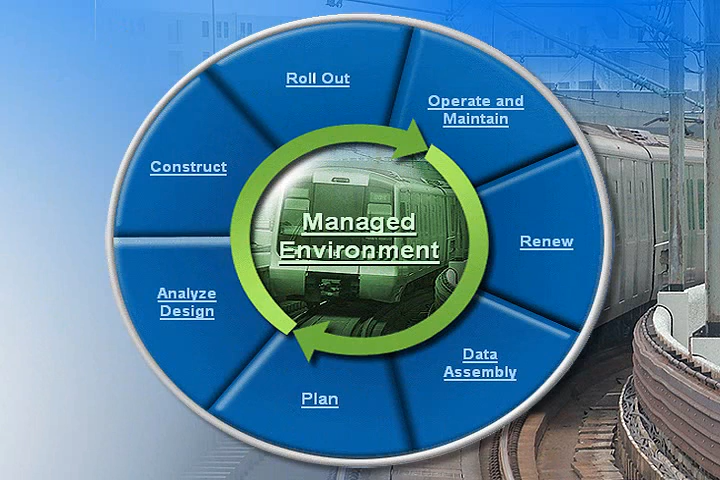 Roll Out
Operate and
Maintain
Construct
Managed
Environment
Renew
Analyze
Design
Data
Assembly
Plan